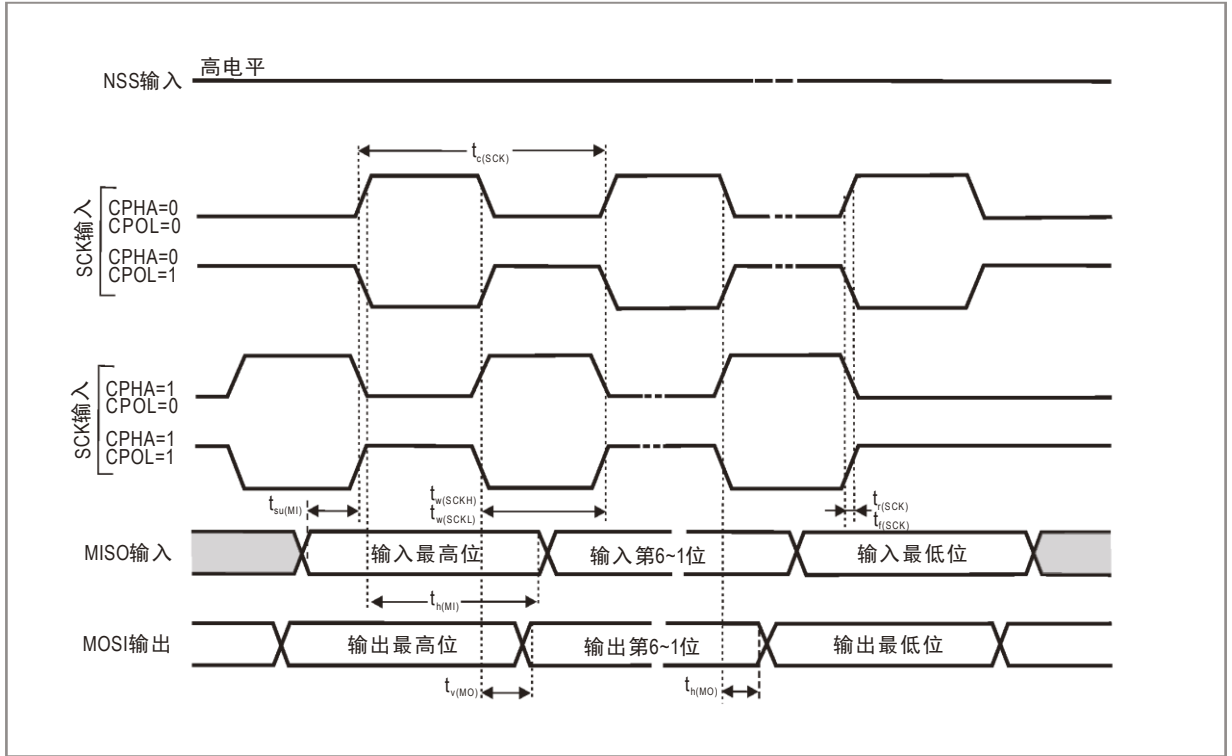 高电平
NSS输入
tc(SCK)
SCK输入
CPHA=0
CPOL=0
CPHA=0
CPOL=1
SCK输入
CPHA=1
CPOL=0
CPHA=1
CPOL=1
tsu(MI)
tw(SCKH)
tw(SCKL)
tr(SCK)
tf(SCK)
MISO输入
输入最高位
输入第6~1位
输入最低位
th(MI)
MOSI输出
输出最高位
输出第6~1位
输出最低位
tv(MO)
th(MO)